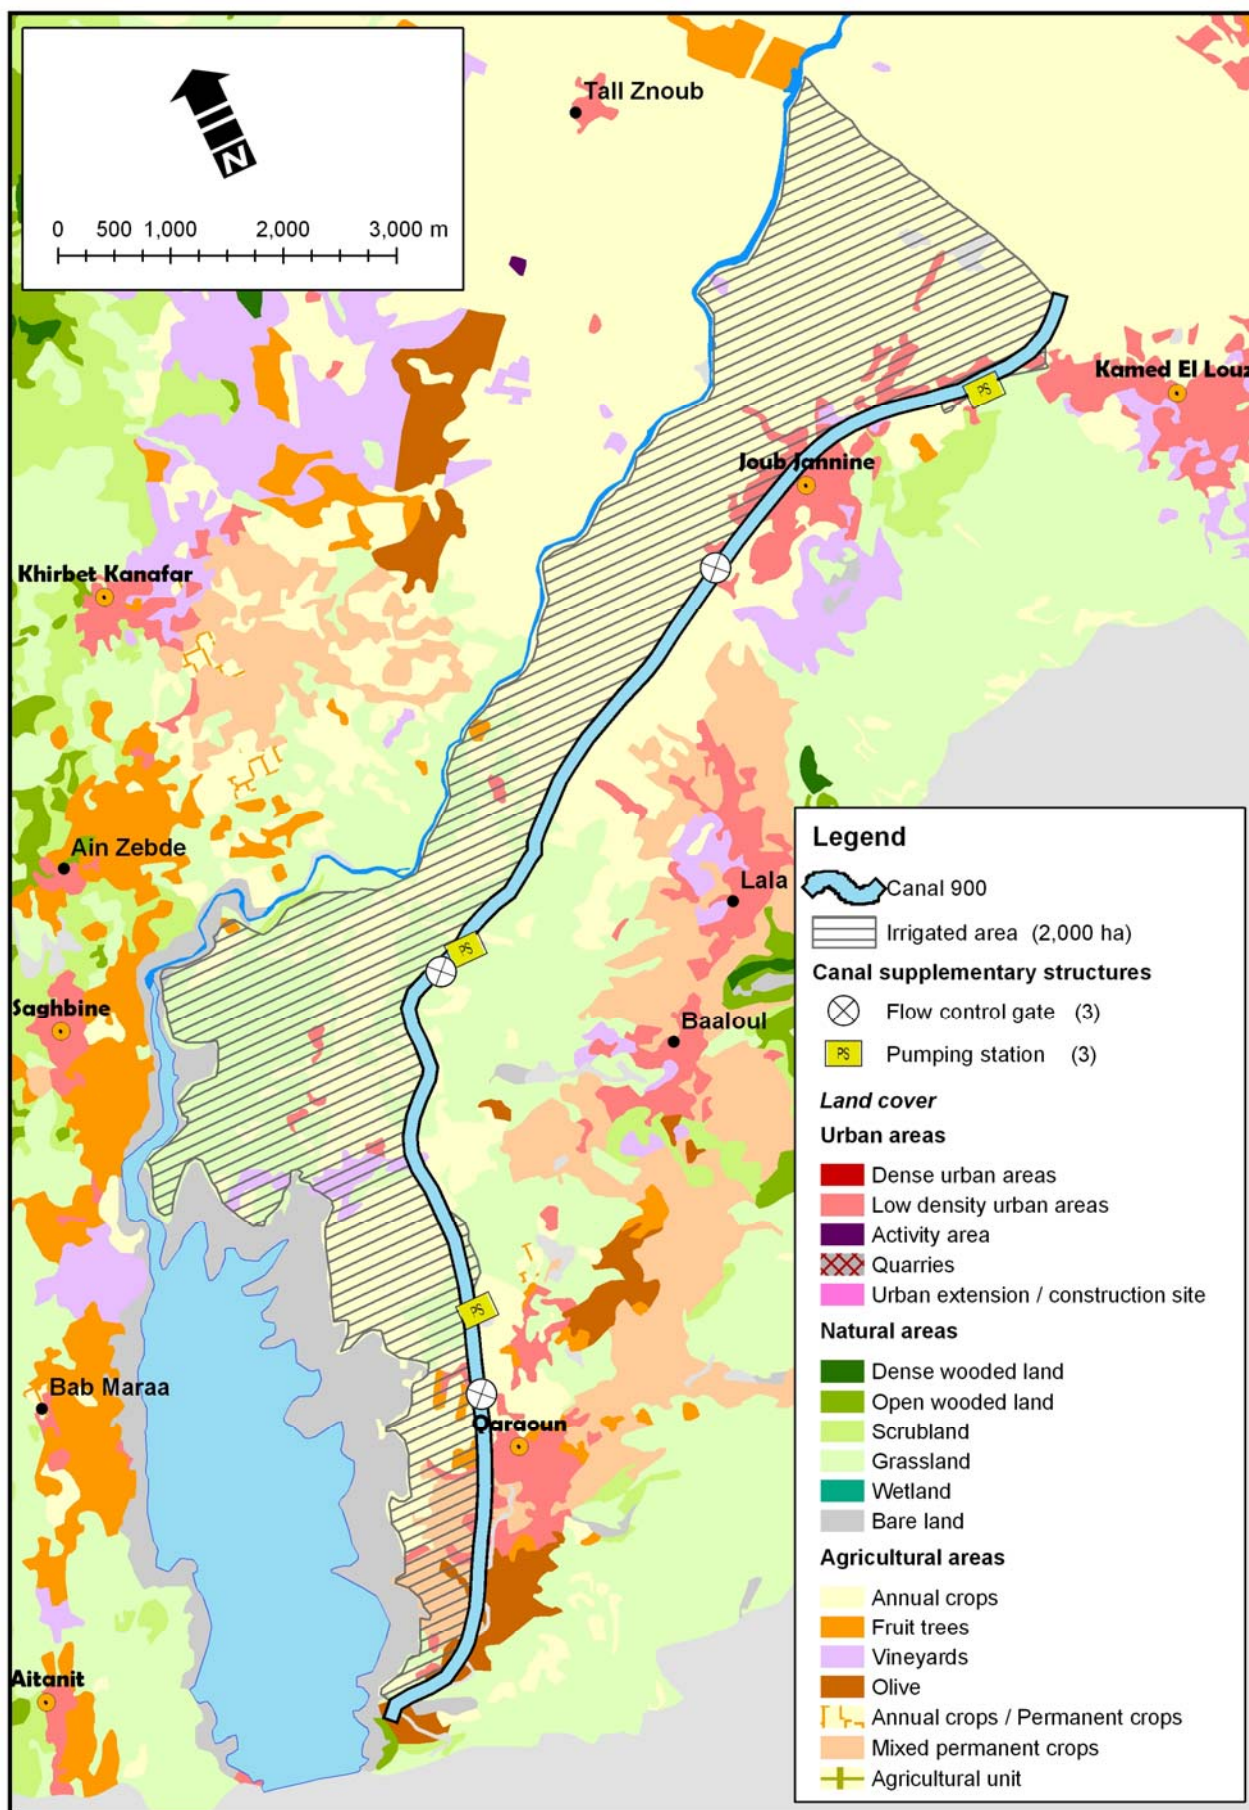 Tall Znoub
N
0 500 1,000 2,000 3,000 m
Kamed El Louz
PS
Joub Jannine
Khirbet Kanafar
Ain Zebde
Lala
PS
Saghbine
Baaloul
PS
Bab Maraa
Qaraoun
Aitanit
Legend
Canal 900
Irrigated area (2,000 ha)
Canal supplementary structures
Flow control gate (3)
PS Pumping station (3)
Land cover
Urban areas
Dense urban areas
Low density urban areas
Activity area
Quarries
Urban extension / construction site
Natural areas
Dense wooded land
Open wooded land
Scrubland
Grassland
Wetland
Bare land
Agricultural areas
Annual crops
Fruit trees
Vineyards
Olive
Annual crops / Permanent crops
Mixed permanent crops
Agricultural unit